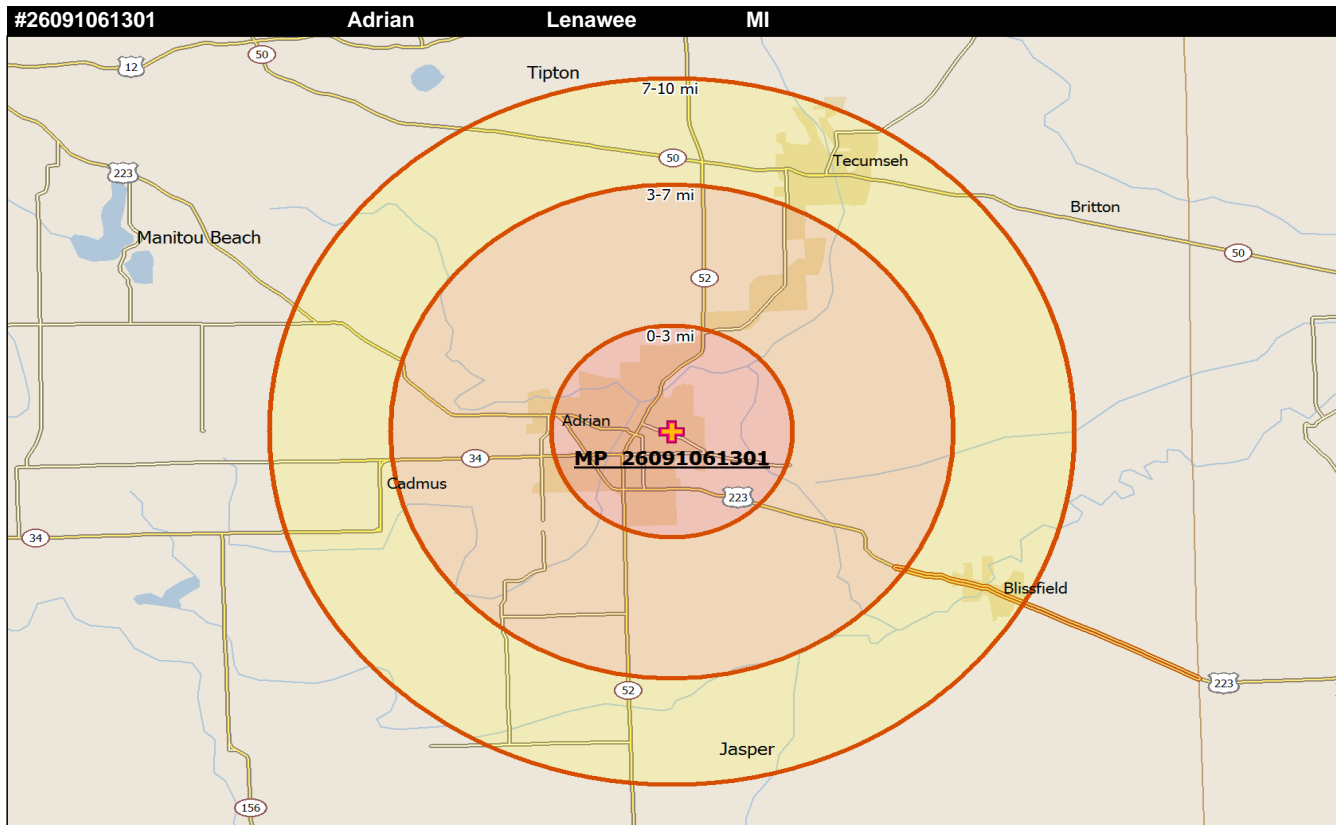 #26091061301 Adrian Lenawee MI
12
50
Tipton
7-10 mi
50
Tecumseh
223
3-7 mi
Britton
Manitou Beach
50
52
0-3 mi
Adrian
MP 26091061301
34
Cadmus
223
34
Blissfield
52
223
Jasper
156